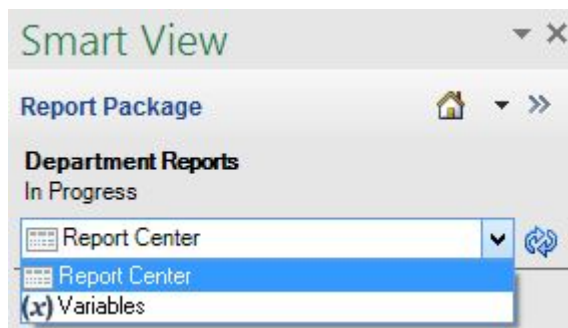 Smart View
Report Package
Department Reports
In Progress
Report Center
Report Center
(x) Variables